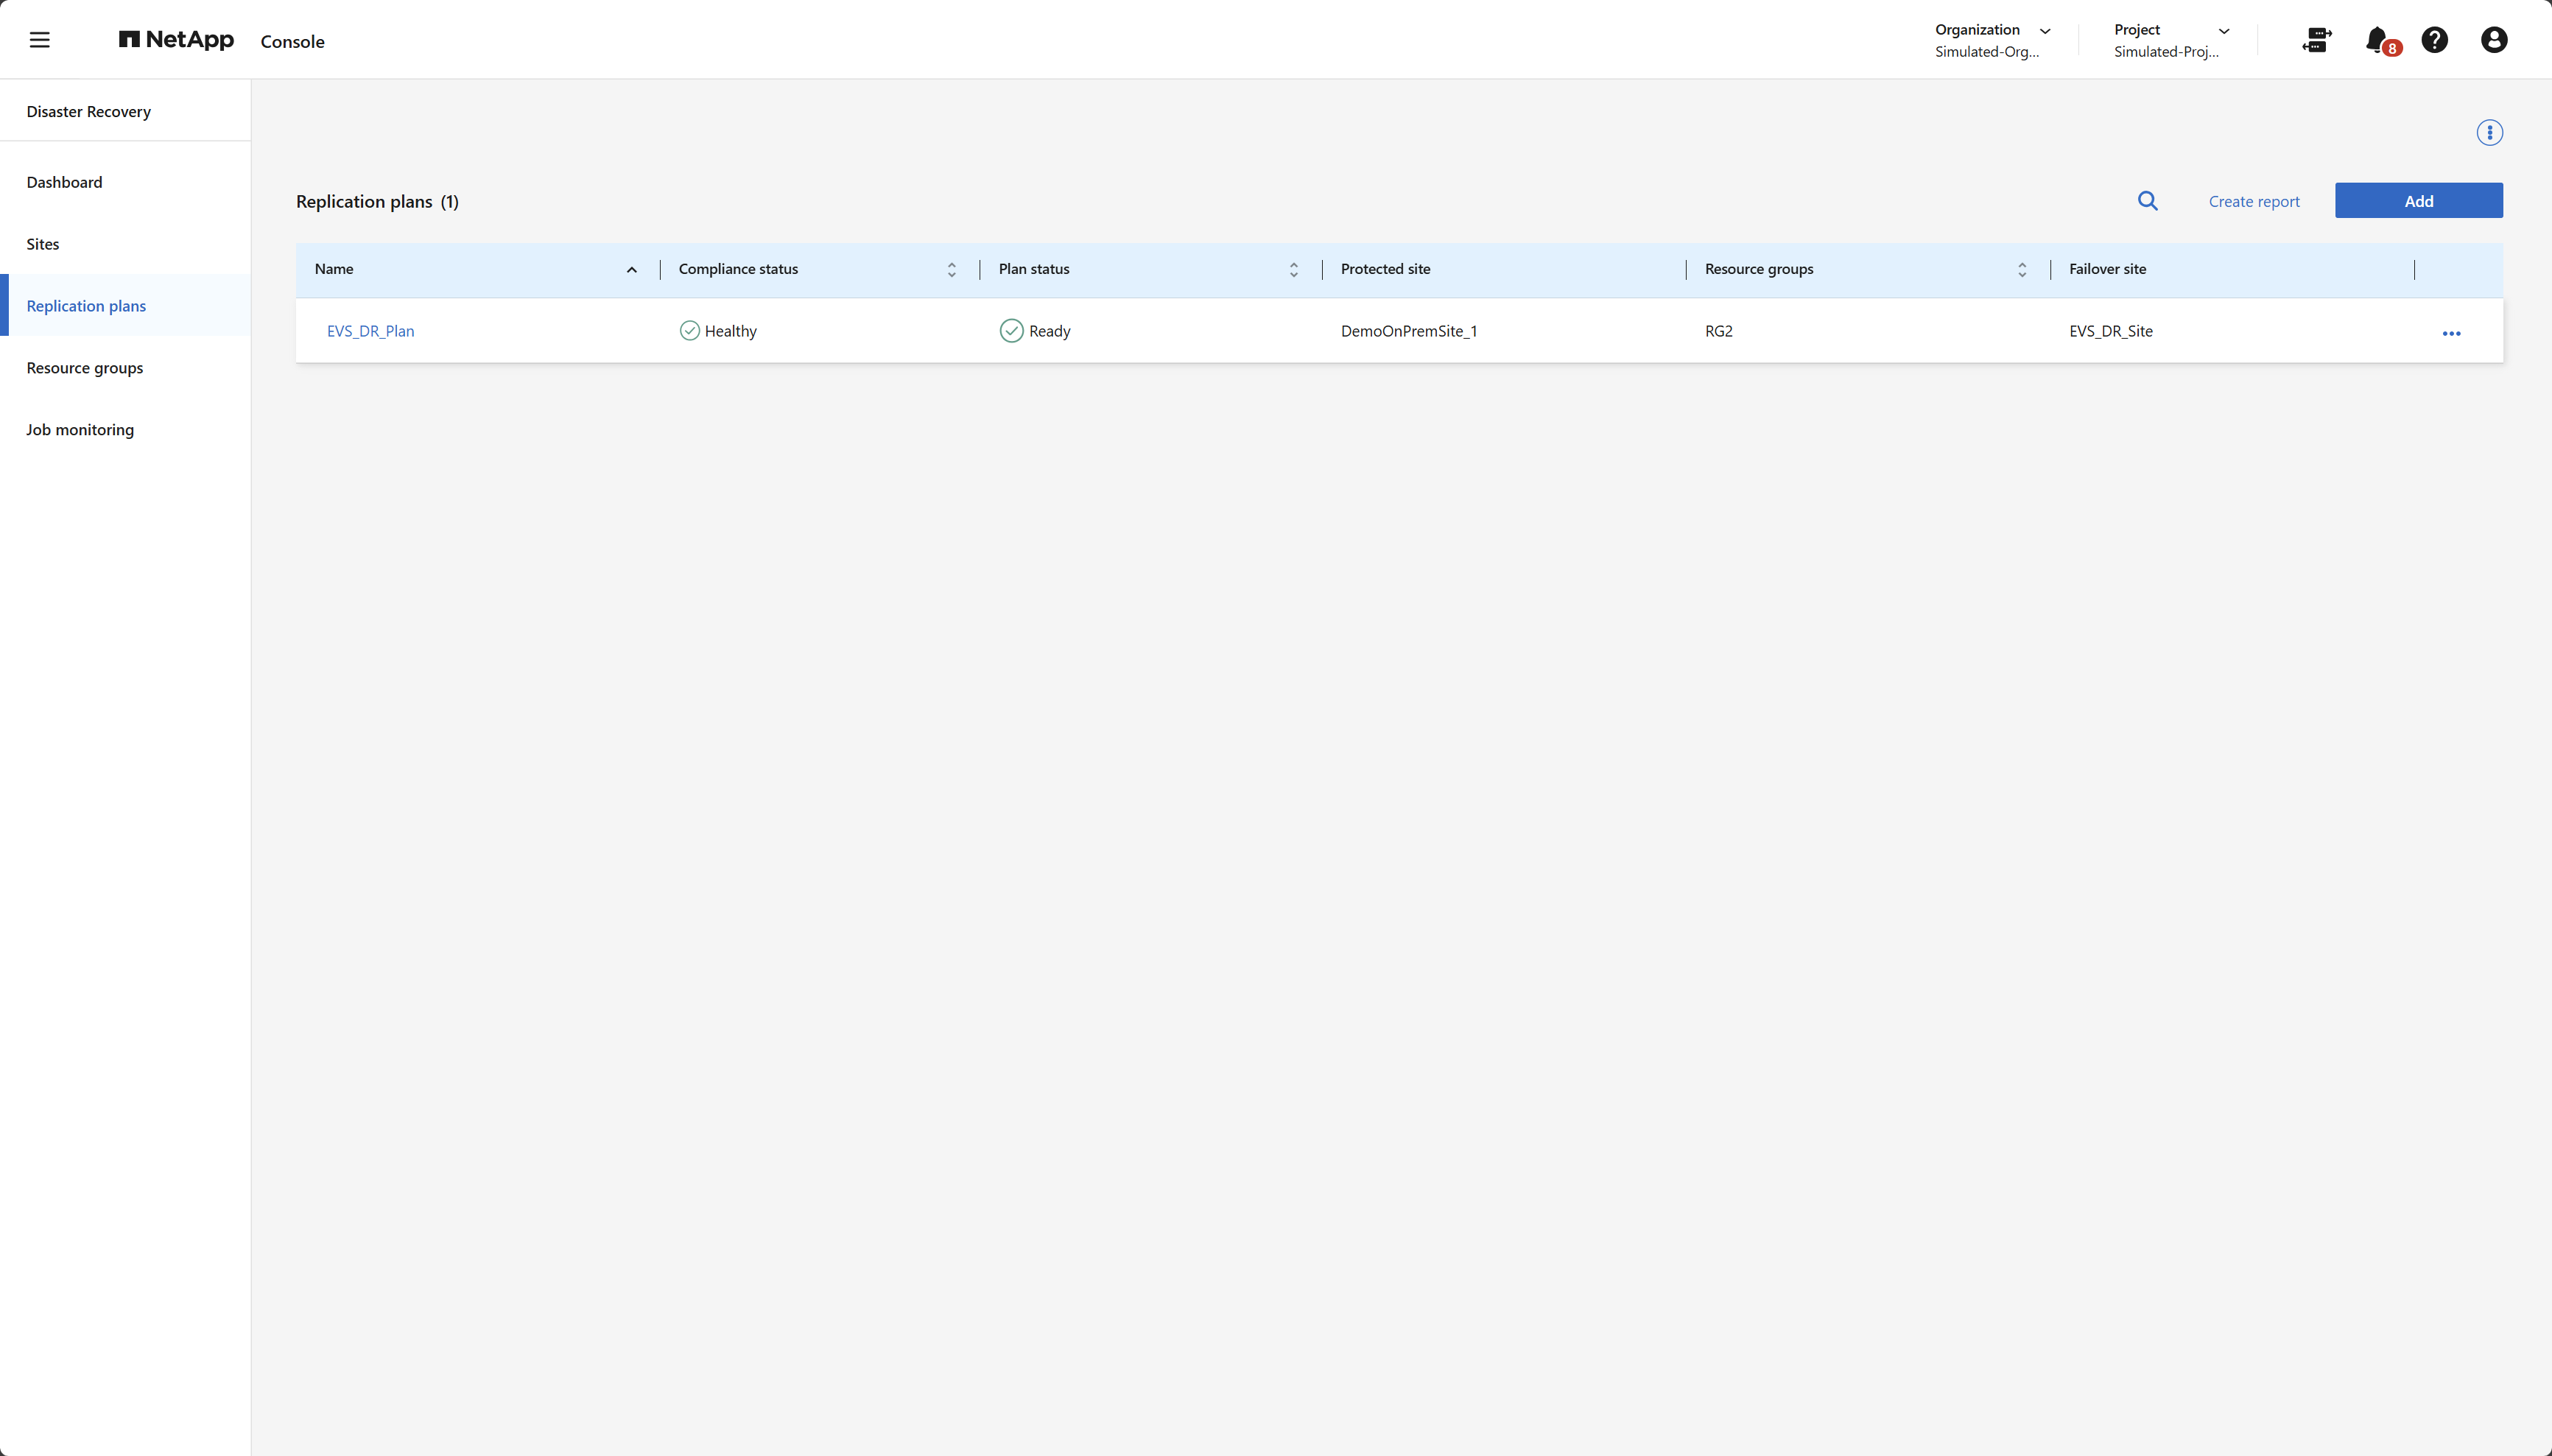 NetApp Console
Organization
Simulated-Org...
Project
Simulated-Proj...
8
?
Disaster Recovery
Dashboard
Sites
Replication plans
Resource groups
Job monitoring
Replication plans (1)
Create report
Add
Name
Compliance status
Plan status
Protected site
Resource groups
Failover site
EVS_DR_Plan
Healthy
Ready
DemoOnPremSite_1
RG2
EVS_DR_Site